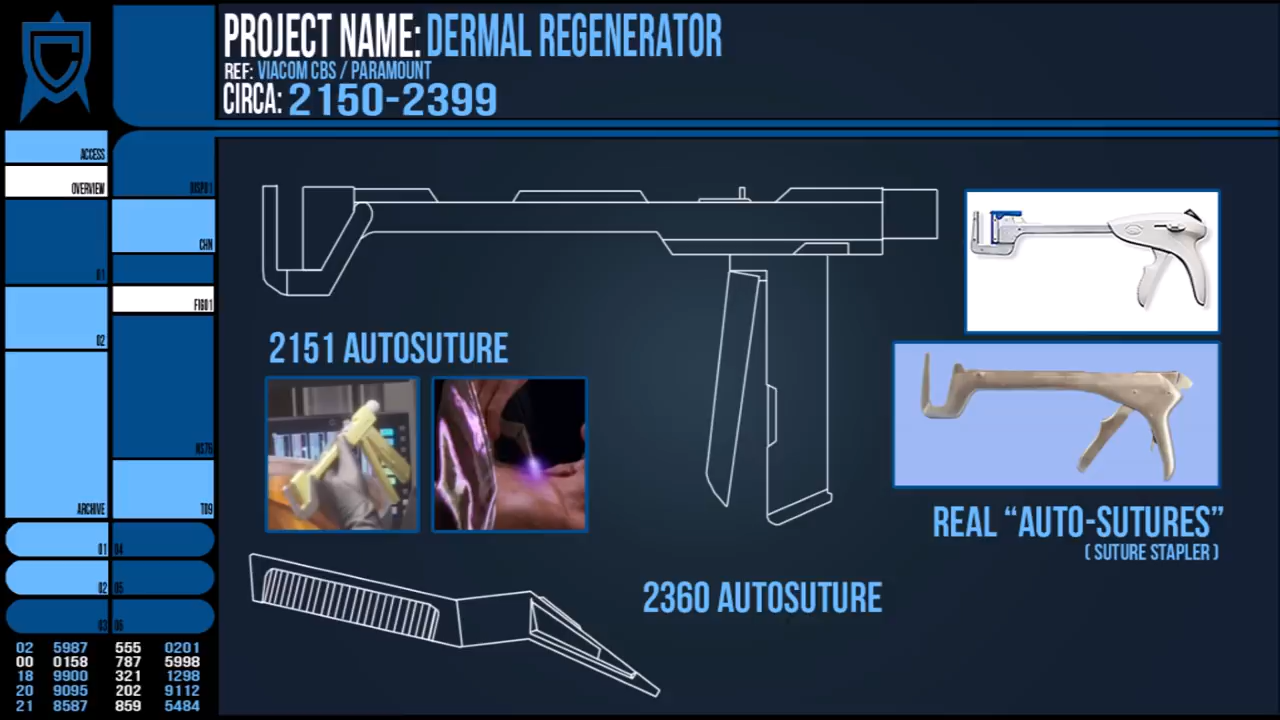 PROJECT NAME: DERMAL REGENERATOR
REF: VIACOM CBS / PARAMOUNT
CIRCA: 2150-2399
ACCESS
OVERVIEW
01
02
ARCHIVE
CHN
FIG01
T09
01 04
02 05
03 06
02 5987 555 0201
00 0158 787 5998
18 9900 321 1298
20 9095 202 9112
21 8587 859 5484
2151 AUTOSUTURE
REAL “AUTO-SUTURES”
( SUTURE STAPLER )
2360 AUTOSUTURE